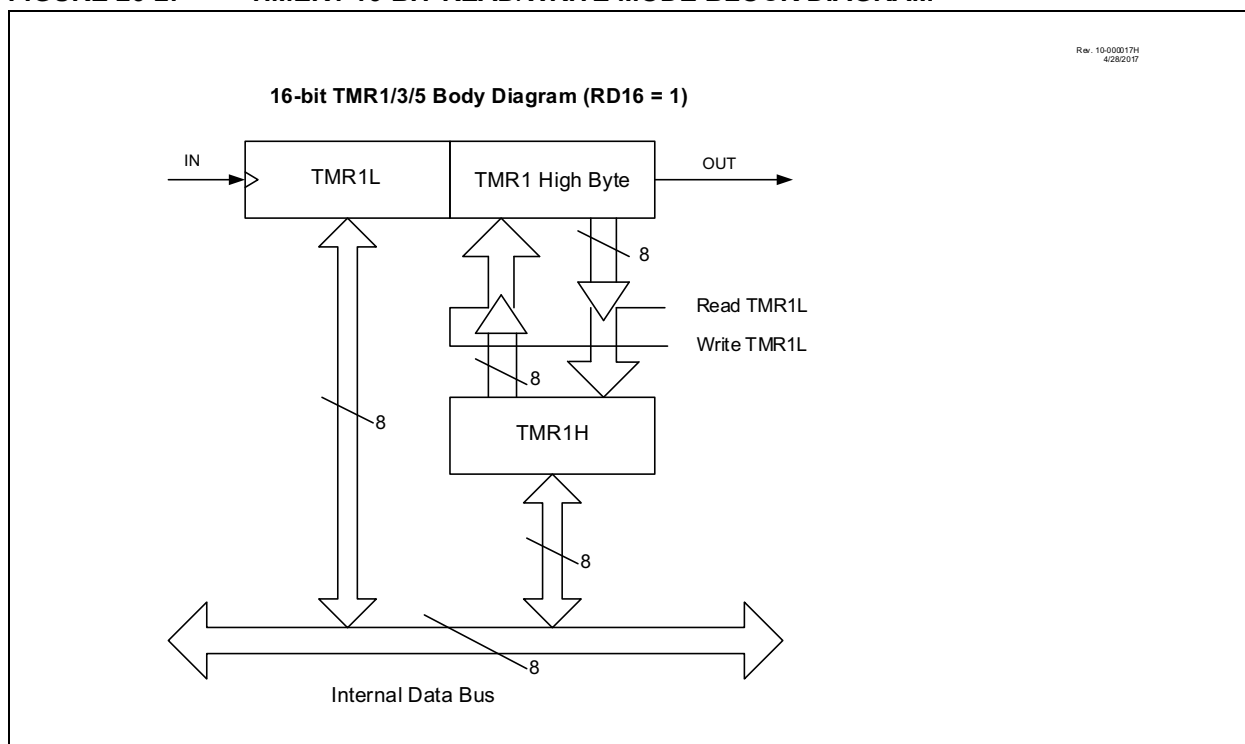 Rev. 10-000017H
4/28/2017
16-bit TMR1/3/5 Body Diagram (RD16 = 1)
IN
TMR1L
TMR1 High Byte
OUT
8
Read TMR1L
Write TMR1L
8
8
TMR1H
8
8
Internal Data Bus